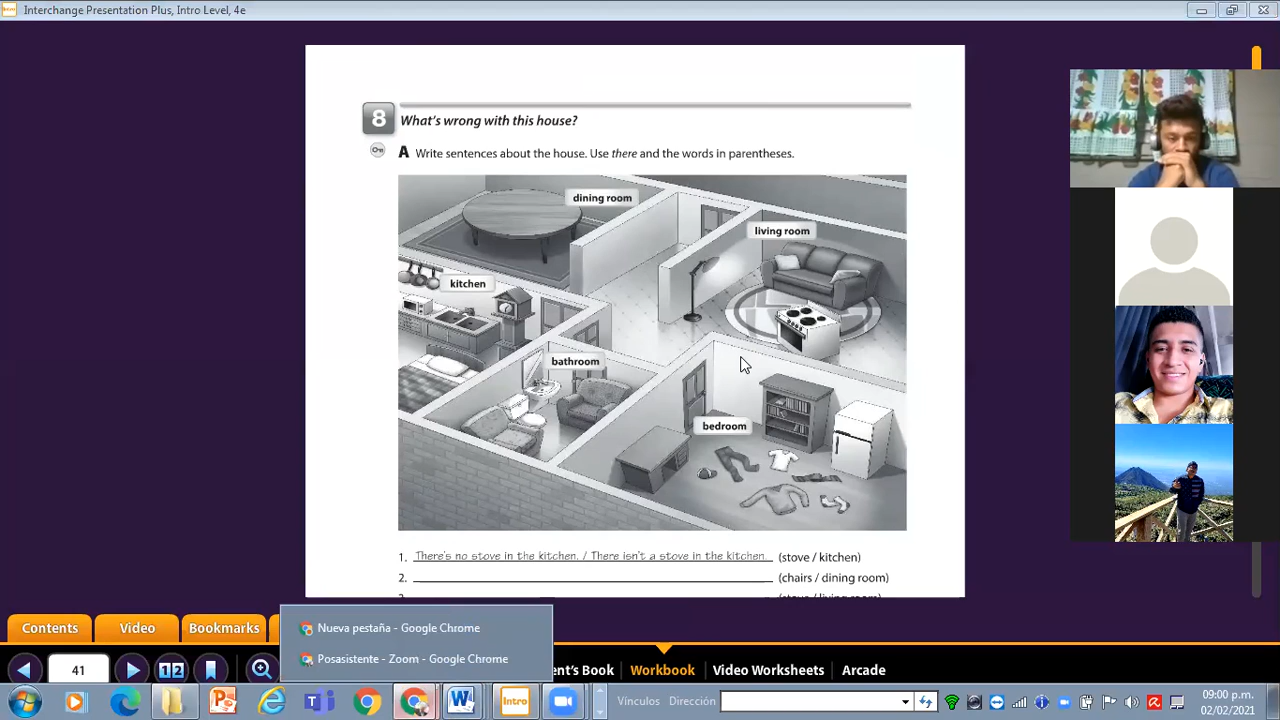 Interchange Presentation Plus, Intro Level, 4e
8 What's wrong with this house?
A Write sentences about the house. Use there and the words in parentheses.
dining room
living room
kitchen
bathroom
bedroom
1. There's no stove in the kitchen. / There isn't a stove in the kitchen. (stove / kitchen)
2. (chairs / dining room)
Nueva pestaña - Google Chrome
Posasistente - Zoom - Google Chrome
Contents Video Bookmarks
41 12 ent's Book Workbook Video Worksheets Arcade
Intro Vínculos Dirección 09:00 p.m.
02/02/2021